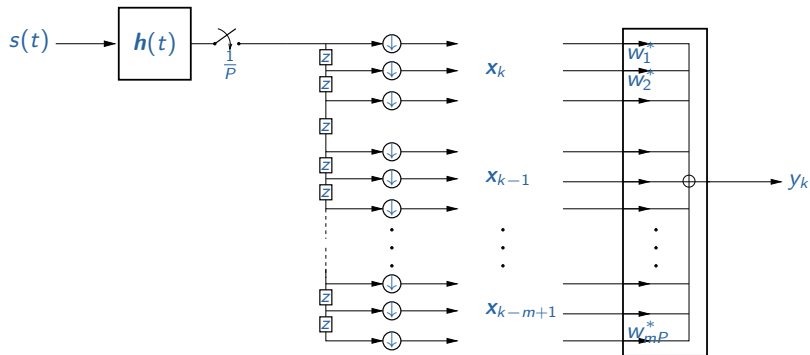 s(t)
h(t)
1/P
z
z
z
z
z
z
z
↓
↓
↓
↓
↓
↓
↓
↓
↓
x_k
x_{k−1}
x_{k−m+1}
w_1^*
w_2^*
w_{mP}^*
y_k